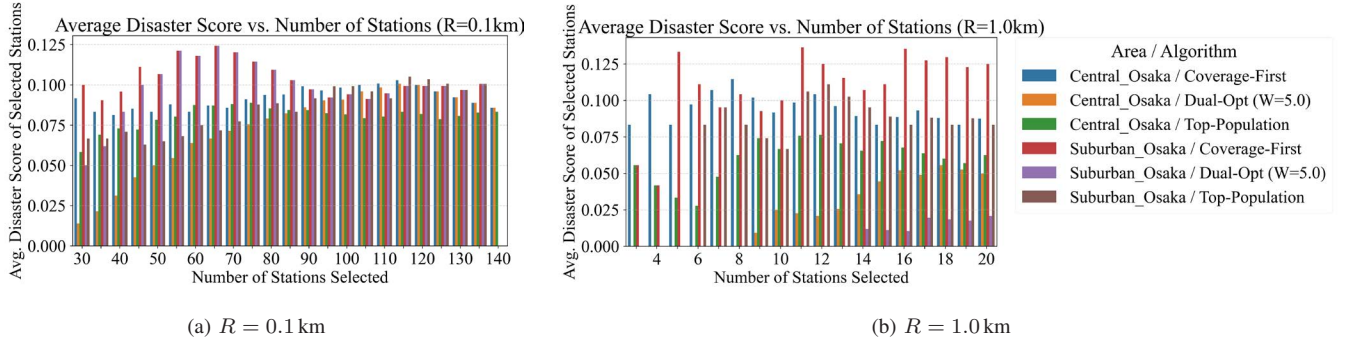 Average Disaster Score vs. Number of Stations (R=0.1km)
Avg. Disaster Score of Selected Stations
0.125
0.100
0.075
0.050
0.025
0.000
30 40 50 60 70 80 90 100 110 120 130 140
Number of Stations Selected
(a) R = 0.1 km
Average Disaster Score vs. Number of Stations (R=1.0km)
Avg. Disaster Score of Selected Stations
0.125
0.100
0.075
0.050
0.025
0.000
4 6 8 10 12 14 16 18 20
Number of Stations Selected
(b) R = 1.0 km
Area / Algorithm
Central_Osaka / Coverage-First
Central_Osaka / Dual-Opt (W=5.0)
Central_Osaka / Top-Population
Suburban_Osaka / Coverage-First
Suburban_Osaka / Dual-Opt (W=5.0)
Suburban_Osaka / Top-Population